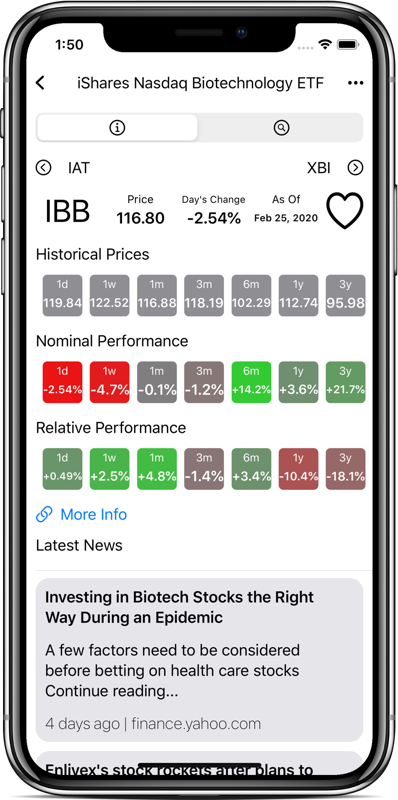 1:50
iShares Nasdaq Biotechnology ETF
IAT XBI
IBB
Price Day's Change As Of
116.80 -2.54% Feb 25, 2020
Historical Prices
1d 1w 1m 3m 6m 1y 3y
119.84 122.52 116.88 118.19 102.29 112.74 95.98
Nominal Performance
1d 1w 1m 3m 6m 1y 3y
-2.54% -4.7% -0.1% -1.2% +14.2% +3.6% +21.7%
Relative Performance
1d 1w 1m 3m 6m 1y 3y
+0.49% +2.5% +4.8% -1.4% +3.4% -10.4% -18.1%
More Info
Latest News
Investing in Biotech Stocks the Right
Way During an Epidemic
A few factors need to be considered
before betting on health care stocks
Continue reading...
4 days ago | finance.yahoo.com
Enlivex's stock rockets after plans to